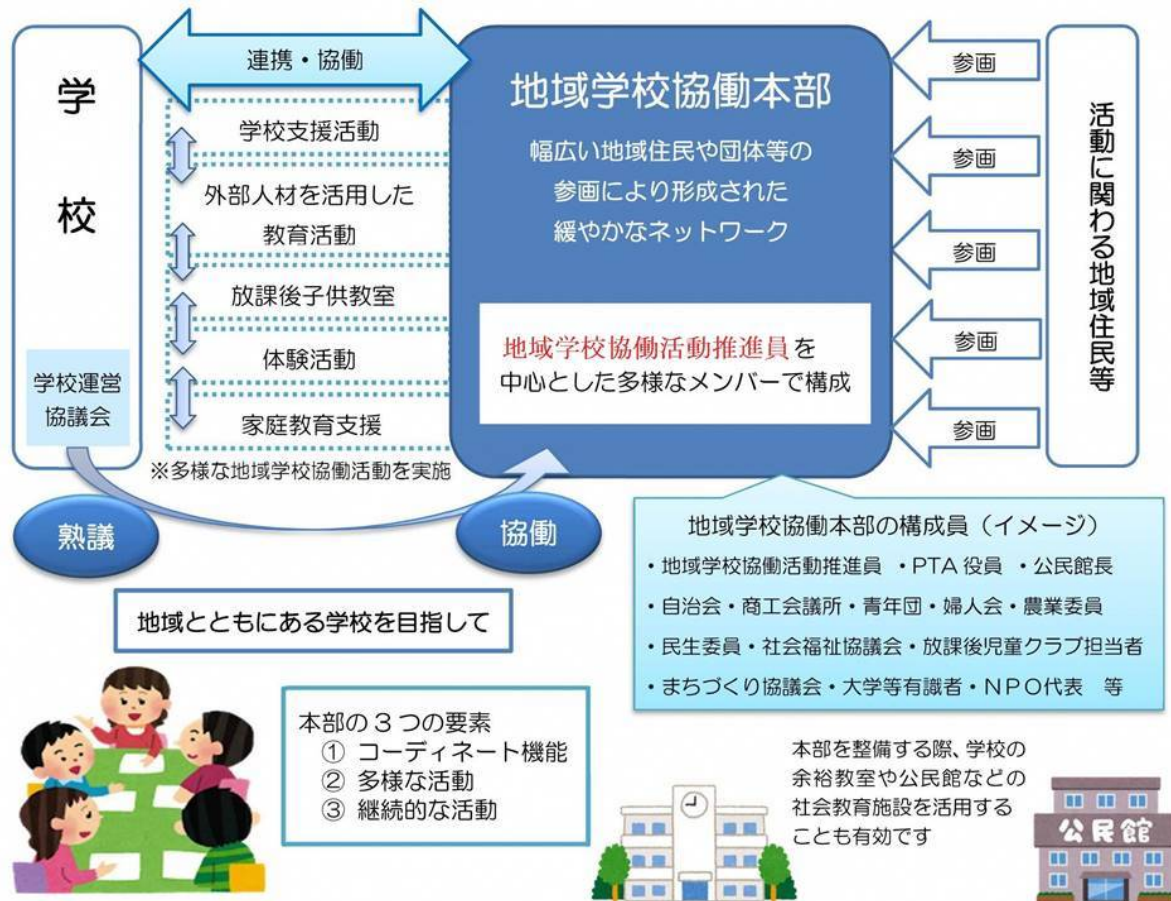 学校
学校運営
協議会
連携・協働
学校支援活動
外部人材を活用した
教育活動
放課後子供教室
体験活動
家庭教育支援
※多様な地域学校協働活動を実施
熟議
協働
地域学校協働本部
幅広い地域住民や団体等の
参画により形成された
緩やかなネットワーク
地域学校協働活動推進員を
中心とした多様なメンバーで構成
参画
参画
参画
参画
参画
活動に関わる地域住民等
地域学校協働本部の構成員（イメージ）
・地域学校協働活動推進員 ・PTA 役員 ・公民館長
・自治会・商工会議所・青年団・婦人会・農業委員
・民生委員・社会福祉協議会・放課後児童クラブ担当者
・まちづくり協議会・大学等有識者・NPO代表 等
地域とともにある学校を目指して
本部の３つの要素
① コーディネート機能
② 多様な活動
③ 継続的な活動
本部を整備する際、学校の
余裕教室や公民館などの
社会教育施設を活用する
ことも有効です
公民館